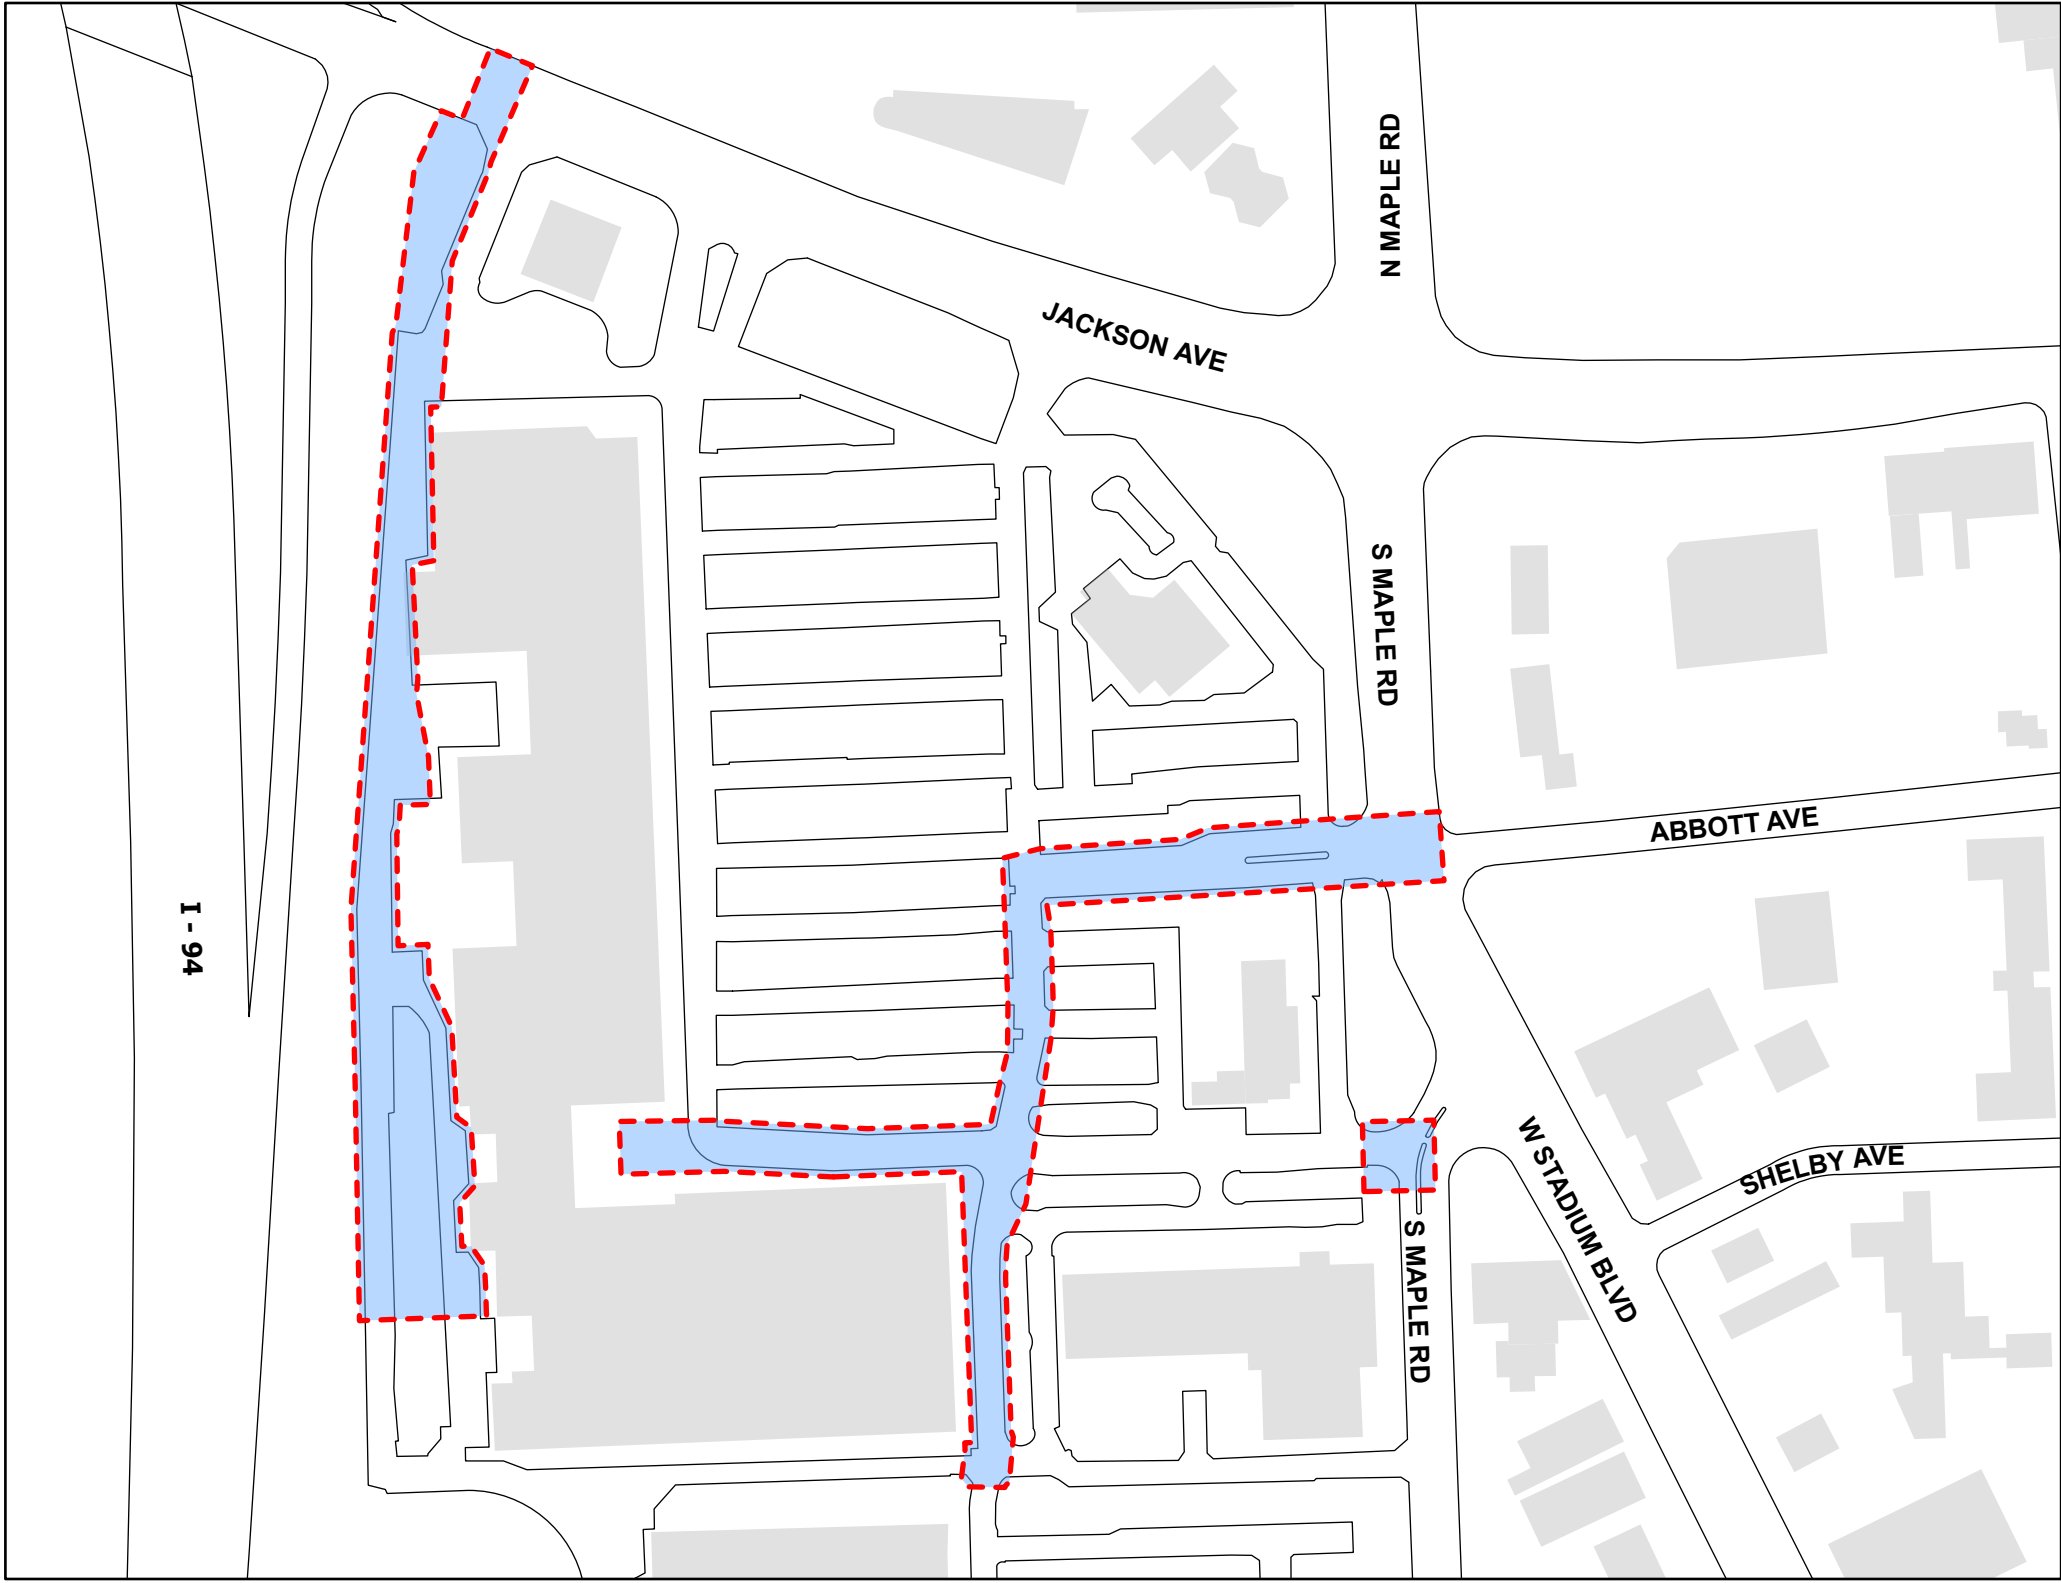 N MAPLE RD
JACKSON AVE
S MAPLE RD
ABBOTT AVE
I - 94
W STADIUM BLVD
SHELBY AVE
S MAPLE RD